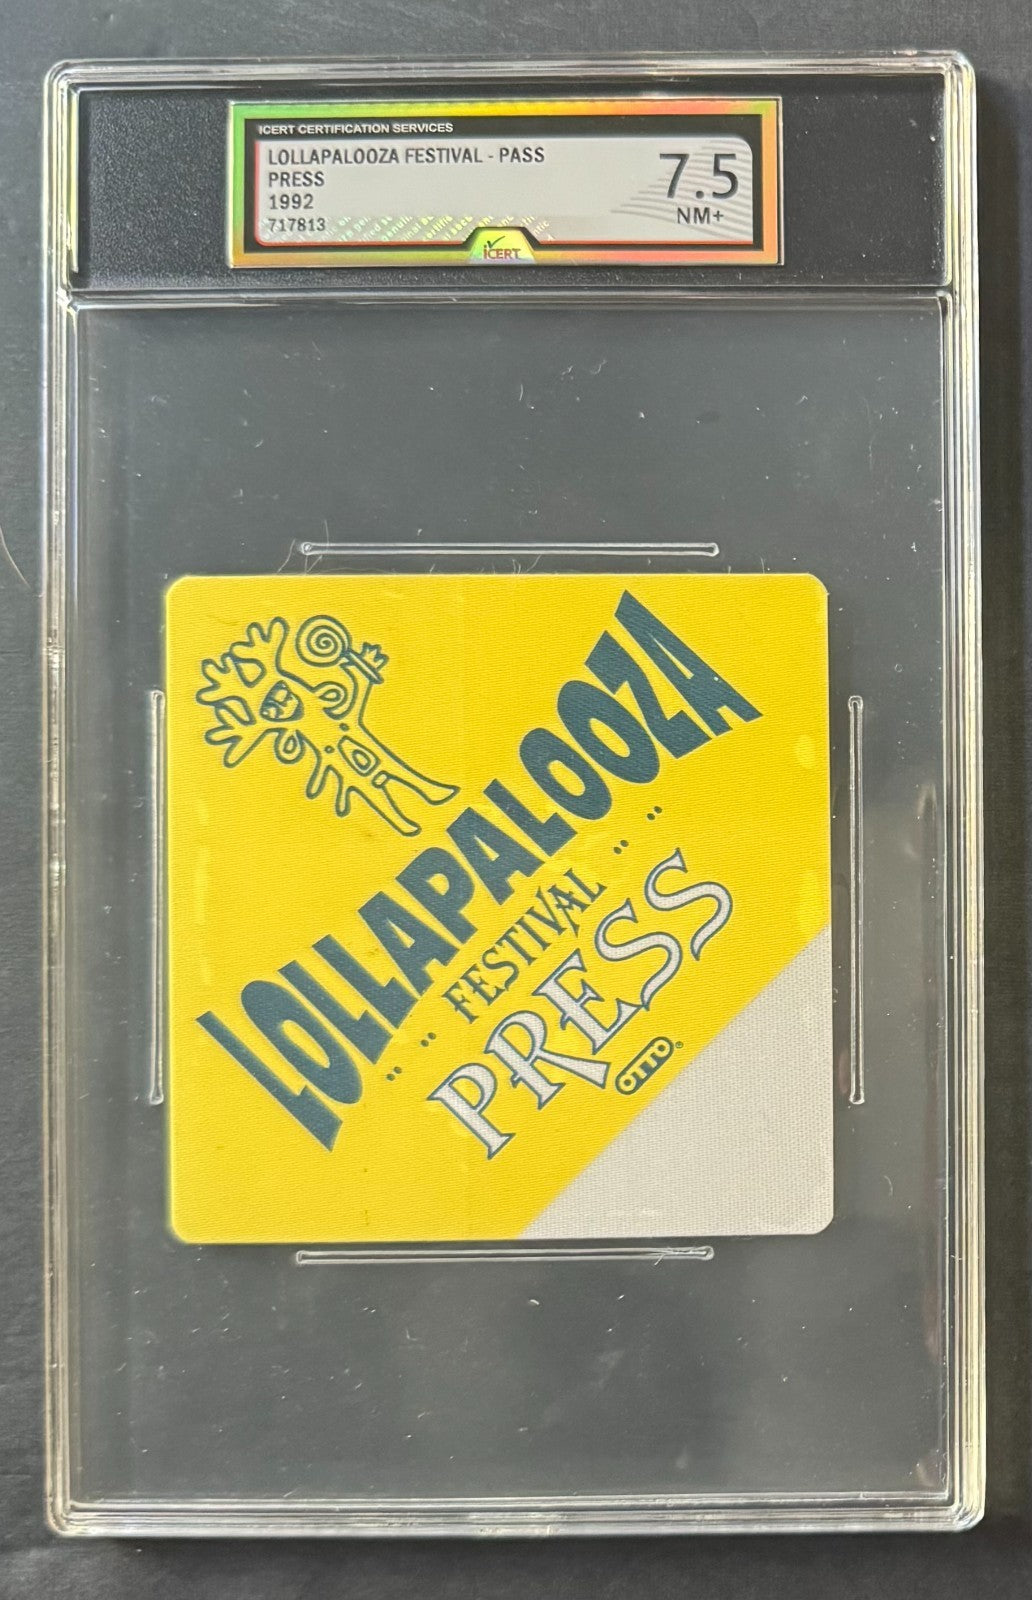 ICERT CERTIFICATION SERVICES
LOLLAPALOOZA FESTIVAL - PASS
PRESS
1992
717813
7.5
NM+
iCERT
LOLLAPALOOZA
FESTIVAL
PRESS
OTTO®